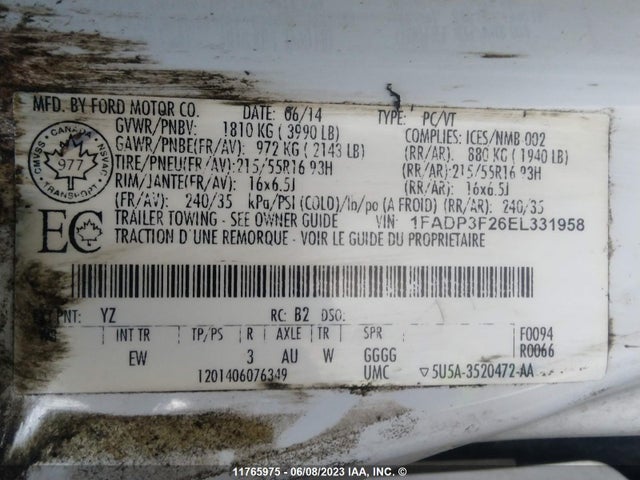 MFD. BY FORD MOTOR CO. DATE: 06/14 TYPE: PC/VT
GVWR/PNBV: 1810 KG ( 3990 LB) COMPLIES: ICES/NMB-002
GAWR/PNBE(FR/AV): 972 KG ( 2143 LB) (RR/AR): 880 KG ( 1940 LB)
TIRE/PNEU(FR/AV):215/55R16 93H (RR/AR):215/55R16 93H
RIM/JANTE(FR/AV): 16x6.5J (RR/AR): 16x6.5J
(FR/AV): 240/35 kPa/PSI (COLD)/lb/po (A FROID) (RR/AR): 240/35
TRAILER TOWING - SEE OWNER GUIDE VIN: 1FADP3F26EL331958
TRACTION D'UNE REMORQUE - VOIR LE GUIDE DU PROPRIETAIRE
CMVSS • CANADA • NSVAC
977
TRANSPORT
EC
EXT PNT: YZ RC: B2 DSO:
INT TR TP/PS R AXLE TR SPR F0094
EW 3 AU W GGGG R0066
1201406076349 UMC ▽5U5A-3520472-AA
11765975 | 06/08/2023 | IAA, INC. ©